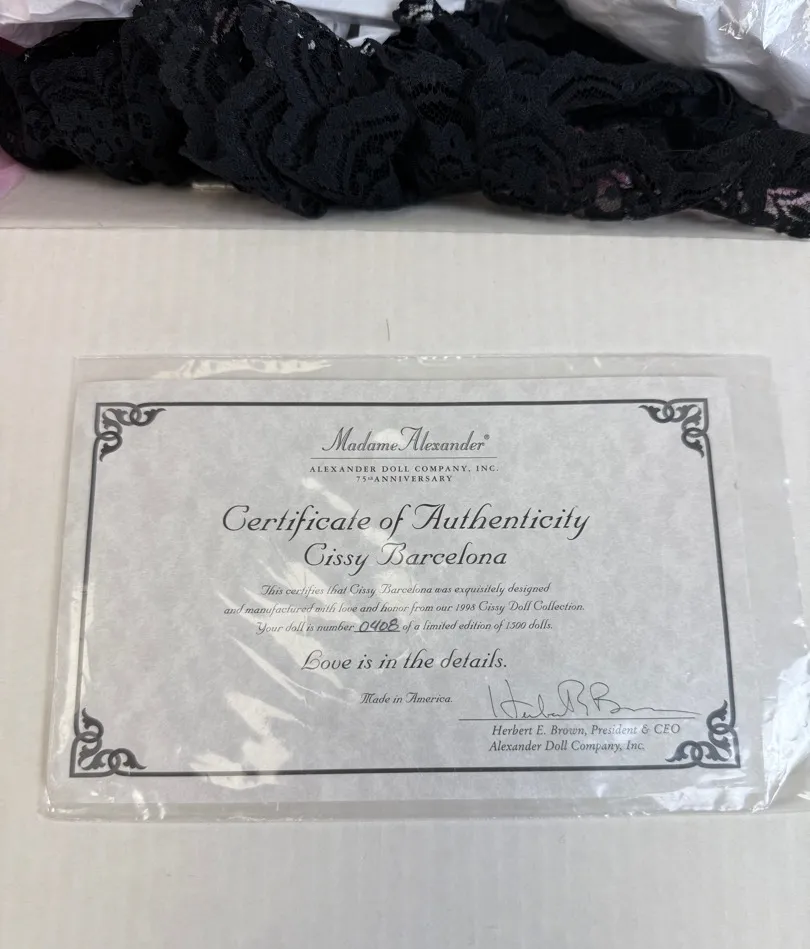 Madame Alexander®
ALEXANDER DOLL COMPANY, INC.
75th ANNIVERSARY
Certificate of Authenticity
Cissy Barcelona
This certifies that Cissy Barcelona was exquisitely designed
and manufactured with love and honor from our 1998 Cissy Doll Collection.
Your doll is number 0408 of a limited edition of 1500 dolls.
Love is in the details.
Made in America.
Herbert E. Brown, President & CEO
Alexander Doll Company, Inc.